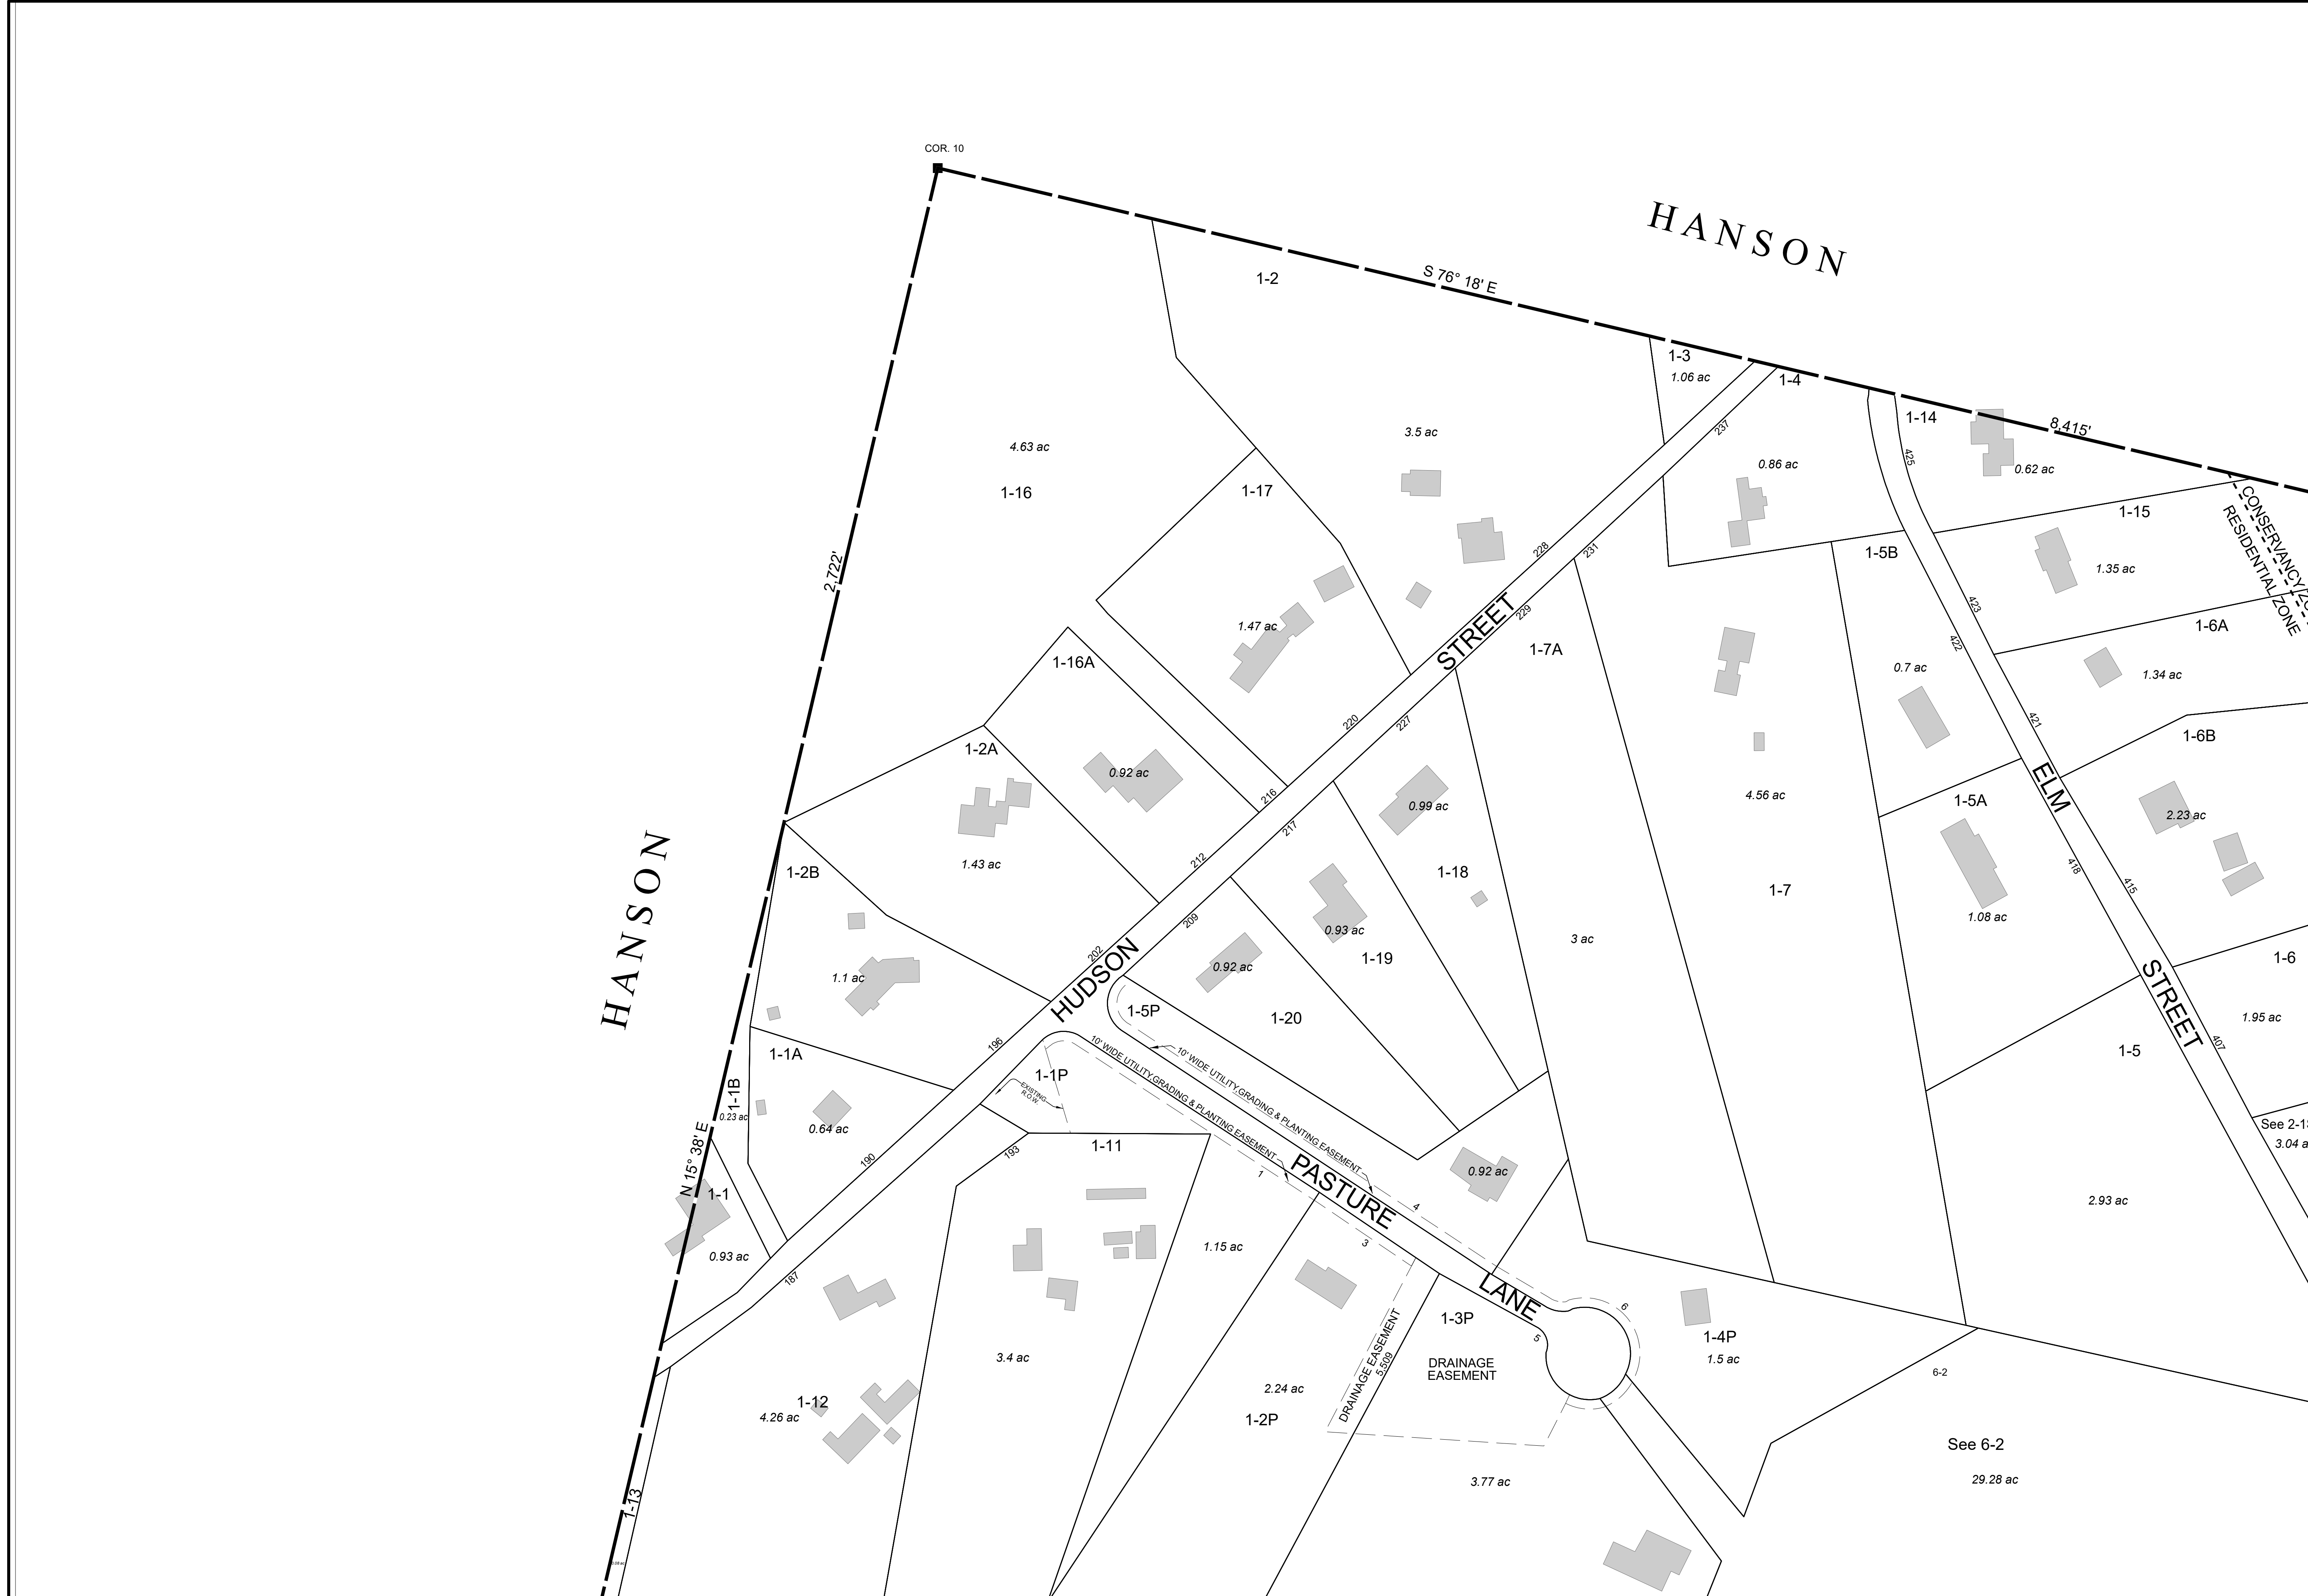 COR. 10
HANSON
S 76° 18' E
8,415'
1-2
3.5 ac
1-3
1.06 ac
1-4
0.86 ac
237
1-14
425
0.62 ac
4.63 ac
1-16
1-17
1.47 ac
2,722'
228
231
229
STREET
1-5B
1-15
1.35 ac
CONSERVANCY
RESIDENTIAL ZONE
423
422
1-6A
1.34 ac
0.7 ac
1-7A
1-16A
0.92 ac
220
227
216
217
1-2A
1.43 ac
212
0.99 ac
1-18
4.56 ac
1-7
421
1-6B
2.23 ac
ELM
1-5A
1.08 ac
418
415
HANSON
1-2B
1.1 ac
202
209
HUDSON
0.93 ac
1-19
0.92 ac
1-20
3 ac
STREET
1-6
1.95 ac
407
1-5
2.93 ac
See 2-18
3.04 a
1-5P
196
1-1A
0.64 ac
1-1B
0.23 ac
1-1P
EXISTING
R.O.W
10' WIDE UTILITY,GRADING & PLANTING EASEMENT
10' WIDE UTILITY,GRADING & PLANTING EASEMENT
N 15° 38' E
190
193
1-11
1
PASTURE
4
0.92 ac
1-1
0.93 ac
187
1.15 ac
3
LANE
6
5
1-3P
1-4P
1.5 ac
DRAINAGE EASEMENT
5,509
DRAINAGE
EASEMENT
3.4 ac
2.24 ac
1-2P
1-12
4.26 ac
6-2
See 6-2
29.28 ac
3.77 ac
1-13